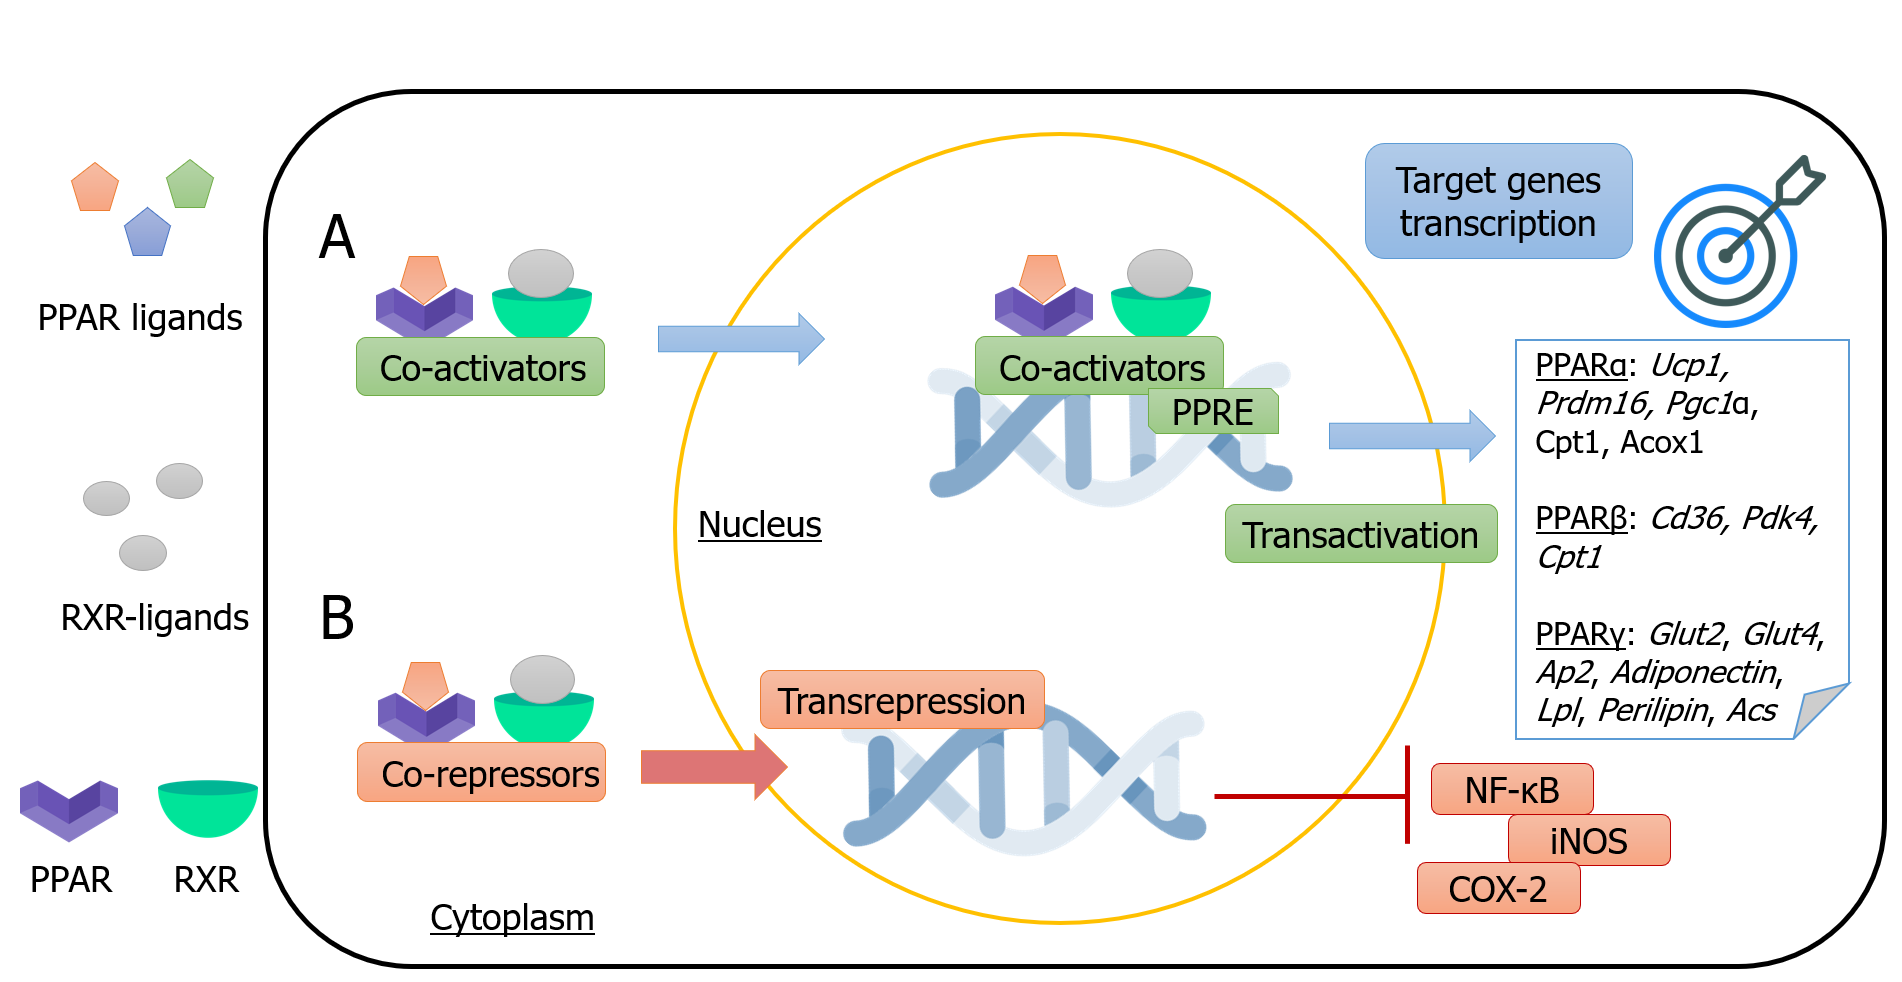 PPAR ligands
RXR-ligands
PPAR
RXR
A
Co-activators
Nucleus
Co-activators
PPRE
Transactivation
Target genes
transcription
PPARα: Ucp1,
Prdm16, Pgc1α,
Cpt1, Acox1
PPARβ: Cd36, Pdk4,
Cpt1
PPARγ: Glut2, Glut4,
Ap2, Adiponectin,
Lpl, Perilipin, Acs
B
Co-repressors
Transrepression
NF-κB
iNOS
COX-2
Cytoplasm